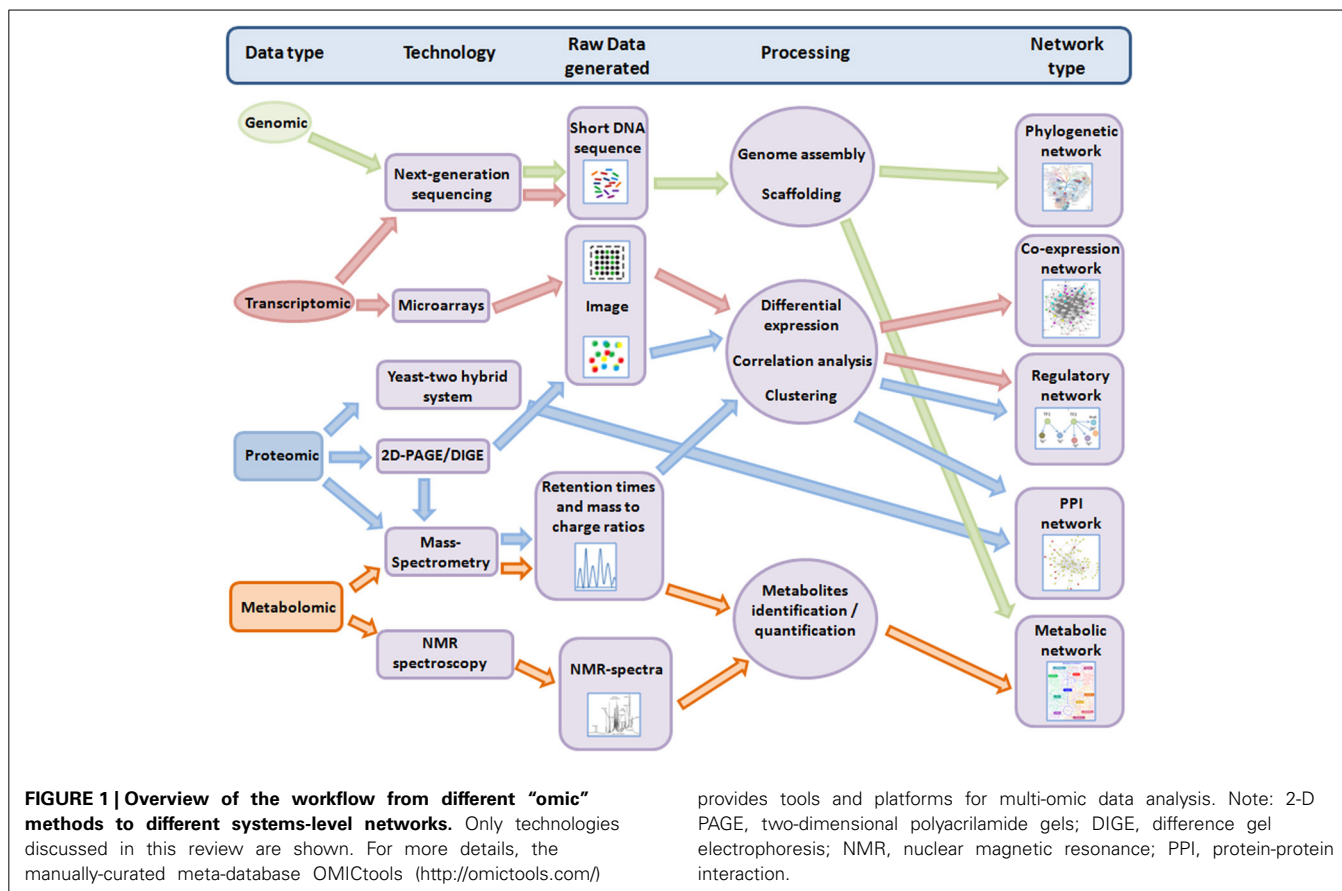 Data type
Technology
Raw Data
generated
Processing
Network
type
Genomic
Next-generation
sequencing
Short DNA
sequence
Genome assembly
Scaffolding
Phylogenetic
network
Transcriptomic
Microarrays
Image
Differential
expression
Correlation analysis
Clustering
Co-expression
network
Regulatory
network
Proteomic
Yeast-two hybrid
system
2D-PAGE/DIGE
Mass-
Spectrometry
Retention times
and mass to
charge ratios
PPI
network
Metabolomic
NMR
spectroscopy
NMR-spectra
Metabolites
identification /
quantification
Metabolic
network
FIGURE 1 | Overview of the workflow from different “omic”
methods to different systems-level networks. Only technologies
discussed in this review are shown. For more details, the
manually-curated meta-database OMICtools (http://omictools.com/)
provides tools and platforms for multi-omic data analysis. Note: 2-D
PAGE, two-dimensional polyacrilamide gels; DIGE, difference gel
electrophoresis; NMR, nuclear magnetic resonance; PPI, protein-protein
interaction.